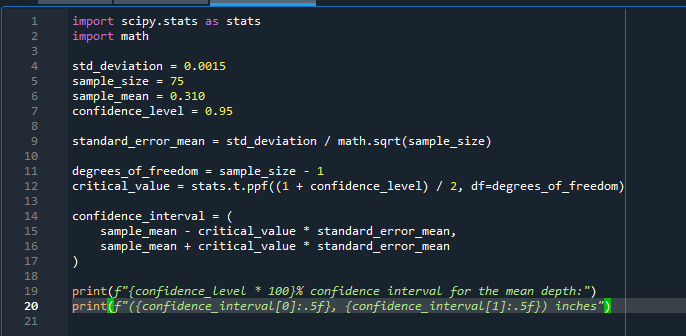 1 import scipy.stats as stats
2 import math
3
4 std_deviation = 0.0015
5 sample_size = 75
6 sample_mean = 0.310
7 confidence_level = 0.95
8
9 standard_error_mean = std_deviation / math.sqrt(sample_size)
10
11 degrees_of_freedom = sample_size - 1
12 critical_value = stats.t.ppf((1 + confidence_level) / 2, df=degrees_of_freedom)
13
14 confidence_interval = (
15     sample_mean - critical_value * standard_error_mean,
16     sample_mean + critical_value * standard_error_mean
17 )
18
19 print(f"{confidence_level * 100}% confidence interval for the mean depth:")
20 print(f"({confidence_interval[0]:.5f}, {confidence_interval[1]:.5f}) inches")
21